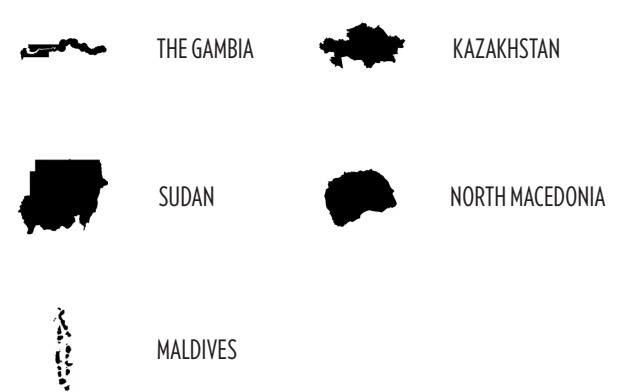 THE GAMBIA
KAZAKHSTAN
SUDAN
NORTH MACEDONIA
MALDIVES